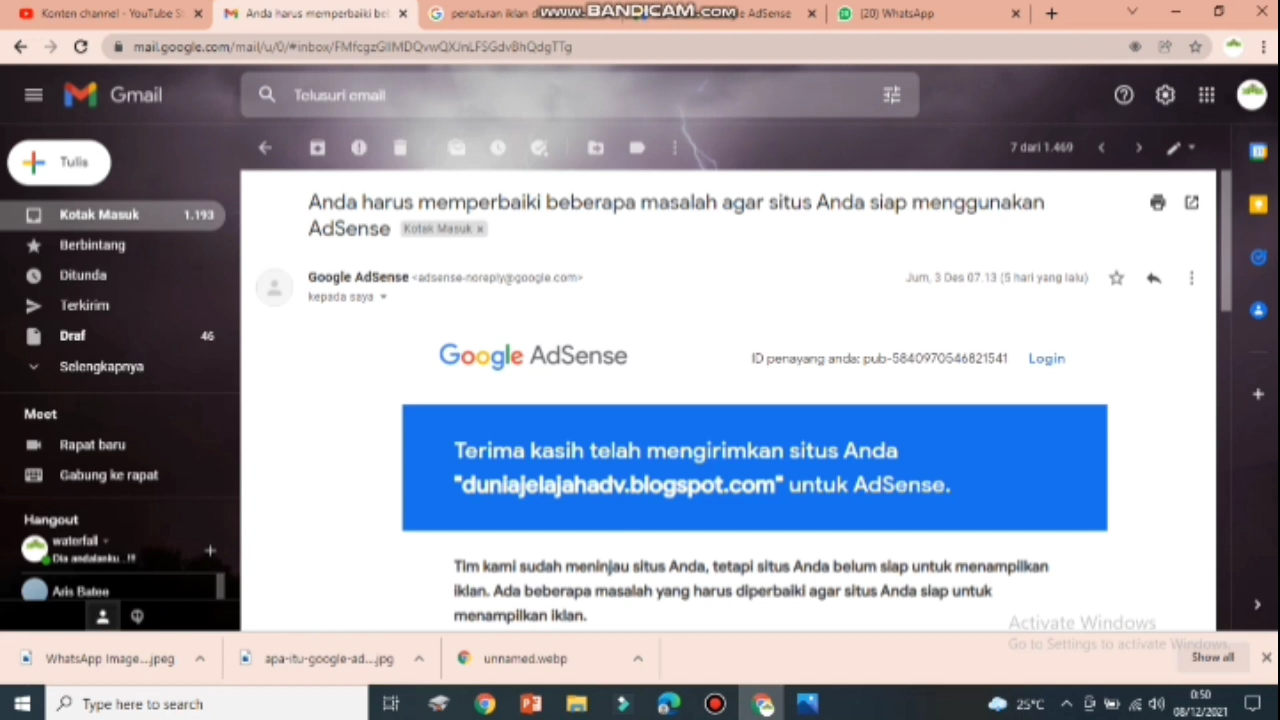 Konten channel - YouTube St
Anda harus memperbaiki bel
penaturan iklan d
www.BANDICAM.com
e AdSense
(20) WhatsApp
mail.google.com/mail/u/0/#inbox/FMfcgzGlIMDQvwQXJnLFSGdvBhQdgTTg
Gmail
Telusuri email
Tulis
7 dari 1.469
Kotak Masuk 1.193
Berbintang
Ditunda
Terkirim
Draf 46
Selengkapnya
Meet
Rapat baru
Gabung ke rapat
Hangout
waterfall
Dia andalanku ..!!
Aris Batee
Anda harus memperbaiki beberapa masalah agar situs Anda siap menggunakan
AdSense Kotak Masuk x
Google AdSense <adsense-noreply@google.com>
Jum, 3 Des 07.13 (5 hari yang lalu)
kepada saya
Google AdSense
ID penayang anda: pub-5840970546821541 Login
Terima kasih telah mengirimkan situs Anda
"duniajelajahadv.blogspot.com" untuk AdSense.
Tim kami sudah meninjau situs Anda, tetapi situs Anda belum siap untuk menampilkan
iklan. Ada beberapa masalah yang harus diperbaiki agar situs Anda siap untuk
menampilkan iklan.
Activate Windows
Go to Settings to activate Windows.
WhatsApp Image....jpeg
apa-itu-google-ad....jpg
unnamed.webp
Show all
Type here to search
25°C
0:50
08/12/2021